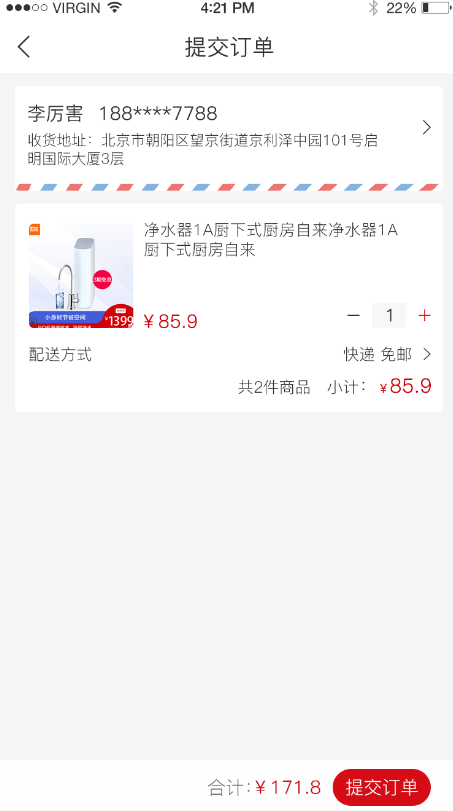 VIRGIN 4:21 PM 22%
提交订单
李厉害 188****7788
收货地址：北京市朝阳区望京街道京利泽中园101号启
明国际大厦3层
净水器1A厨下式厨房自来净水器1A
厨下式厨房自来
小身材节省空间
¥1399
¥85.9
1
配送方式 快递 免邮
共2件商品 小计：¥85.9
合计:¥171.8 提交订单